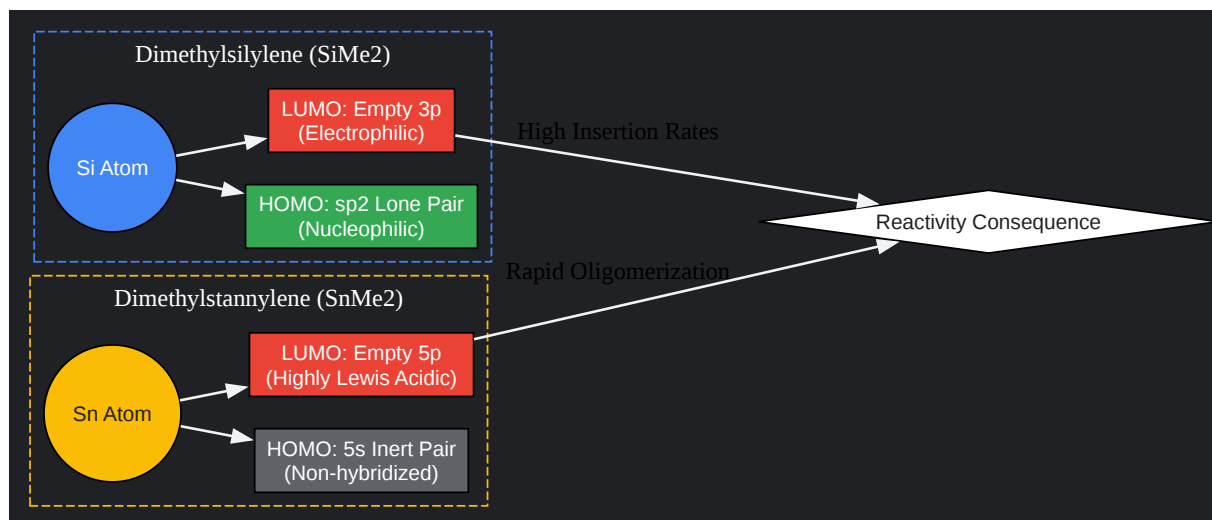 Dimethylsilylene (SiMe2)
Si Atom
LUMO: Empty 3p
(Electrophilic)
HOMO: sp2 Lone Pair
(Nucleophilic)
High Insertion Rates
Reactivity Consequence
Rapid Oligomerization
Dimethylstannylene (SnMe2)
Sn Atom
LUMO: Empty 5p
(Highly Lewis Acidic)
HOMO: 5s Inert Pair
(Non-hybridized)